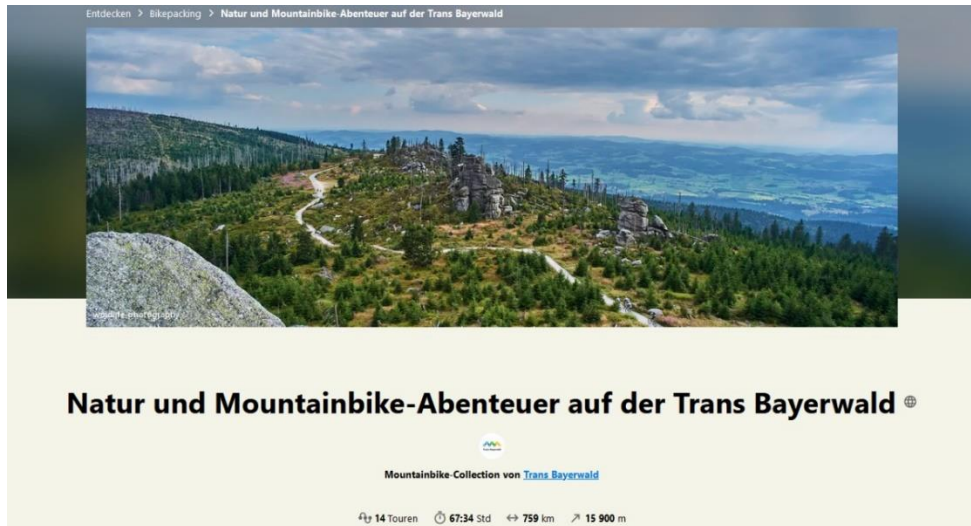 Entdecken > Bikepacking > Natur und Mountainbike-Abenteuer auf der Trans Bayerwald
Natur und Mountainbike-Abenteuer auf der Trans Bayerwald
Mountainbike-Collection von Trans Bayerwald
14 Touren 67:34 Std 759 km 15 900 m